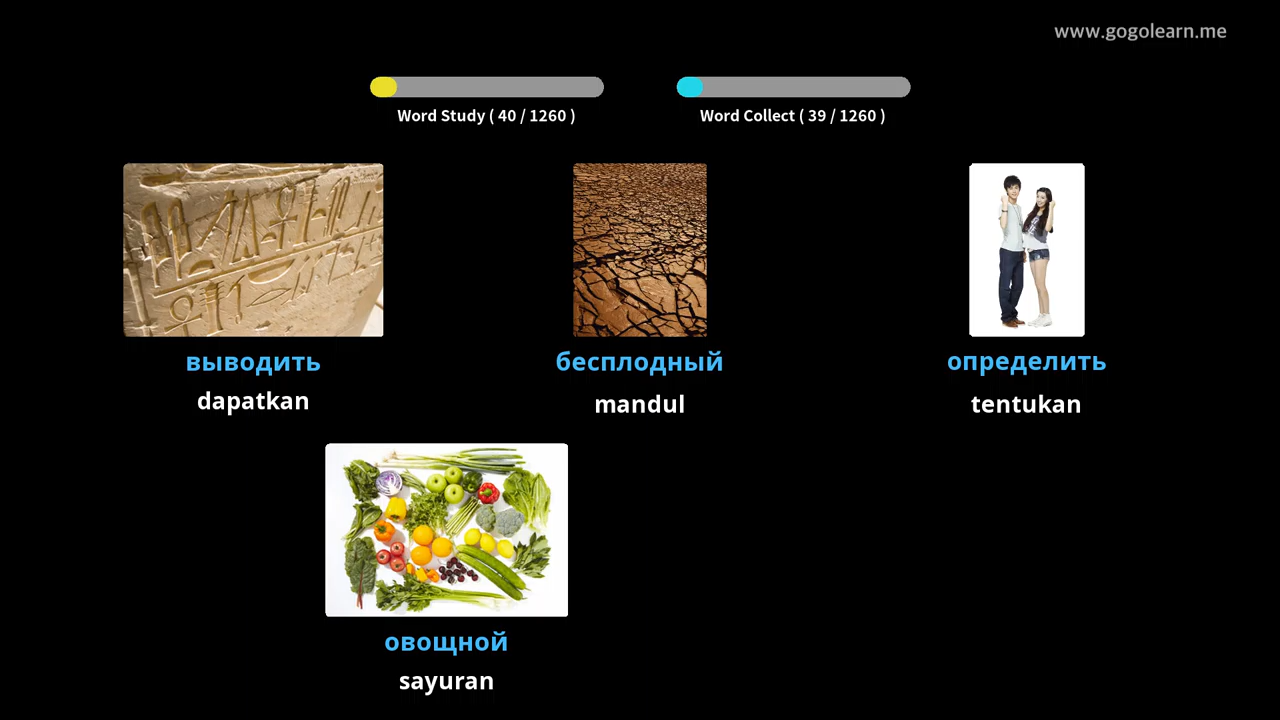 www.gogolearn.me
Word Study ( 40 / 1260 )
Word Collect ( 39 / 1260 )
выводить
dapatkan
бесплодный
mandul
определить
tentukan
овощной
sayuran